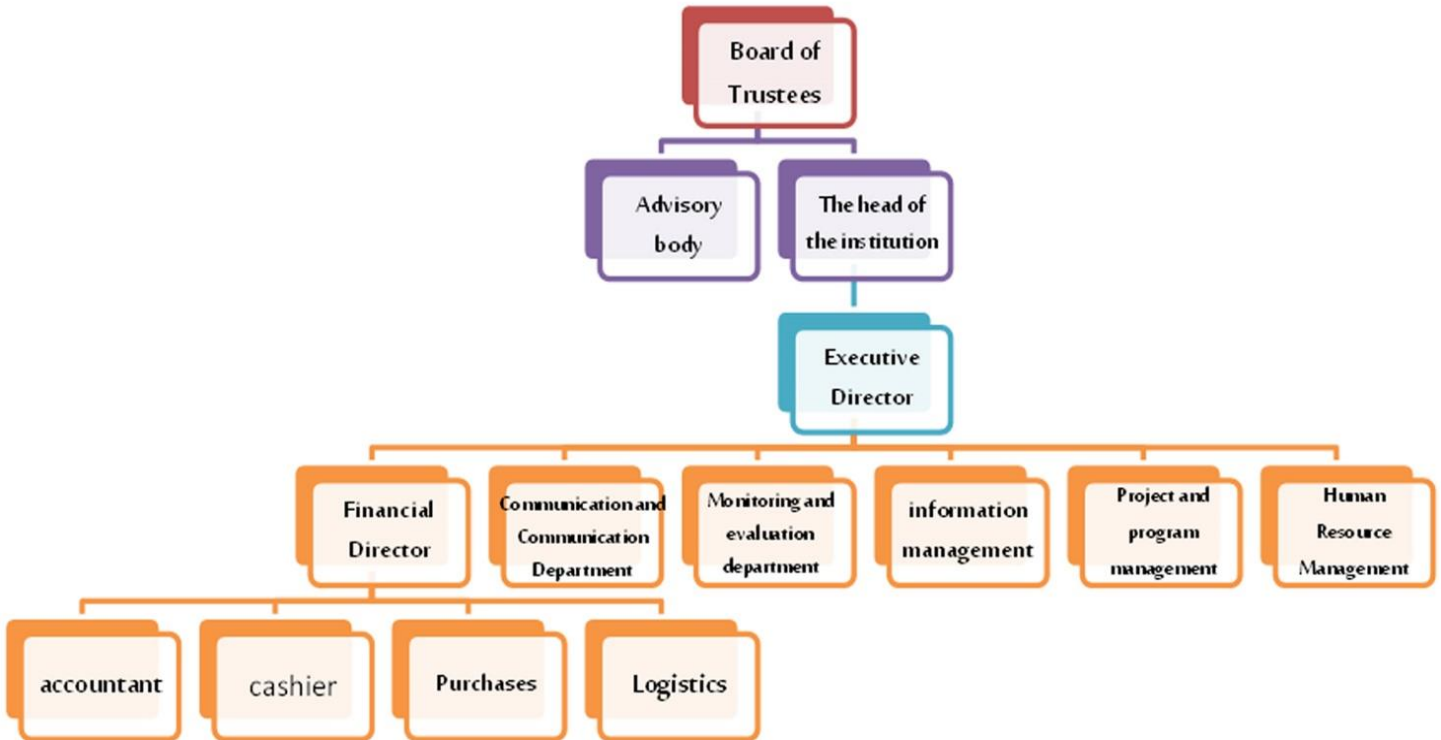 Board of
Trustees
Advisory
body
The head of
the institution
Executive
Director
Financial
Director
Communication and
Communication
Department
Monitoring and
evaluation
department
information
management
Project and
program
management
Human
Resource
Management
accountant
cashier
Purchases
Logistics